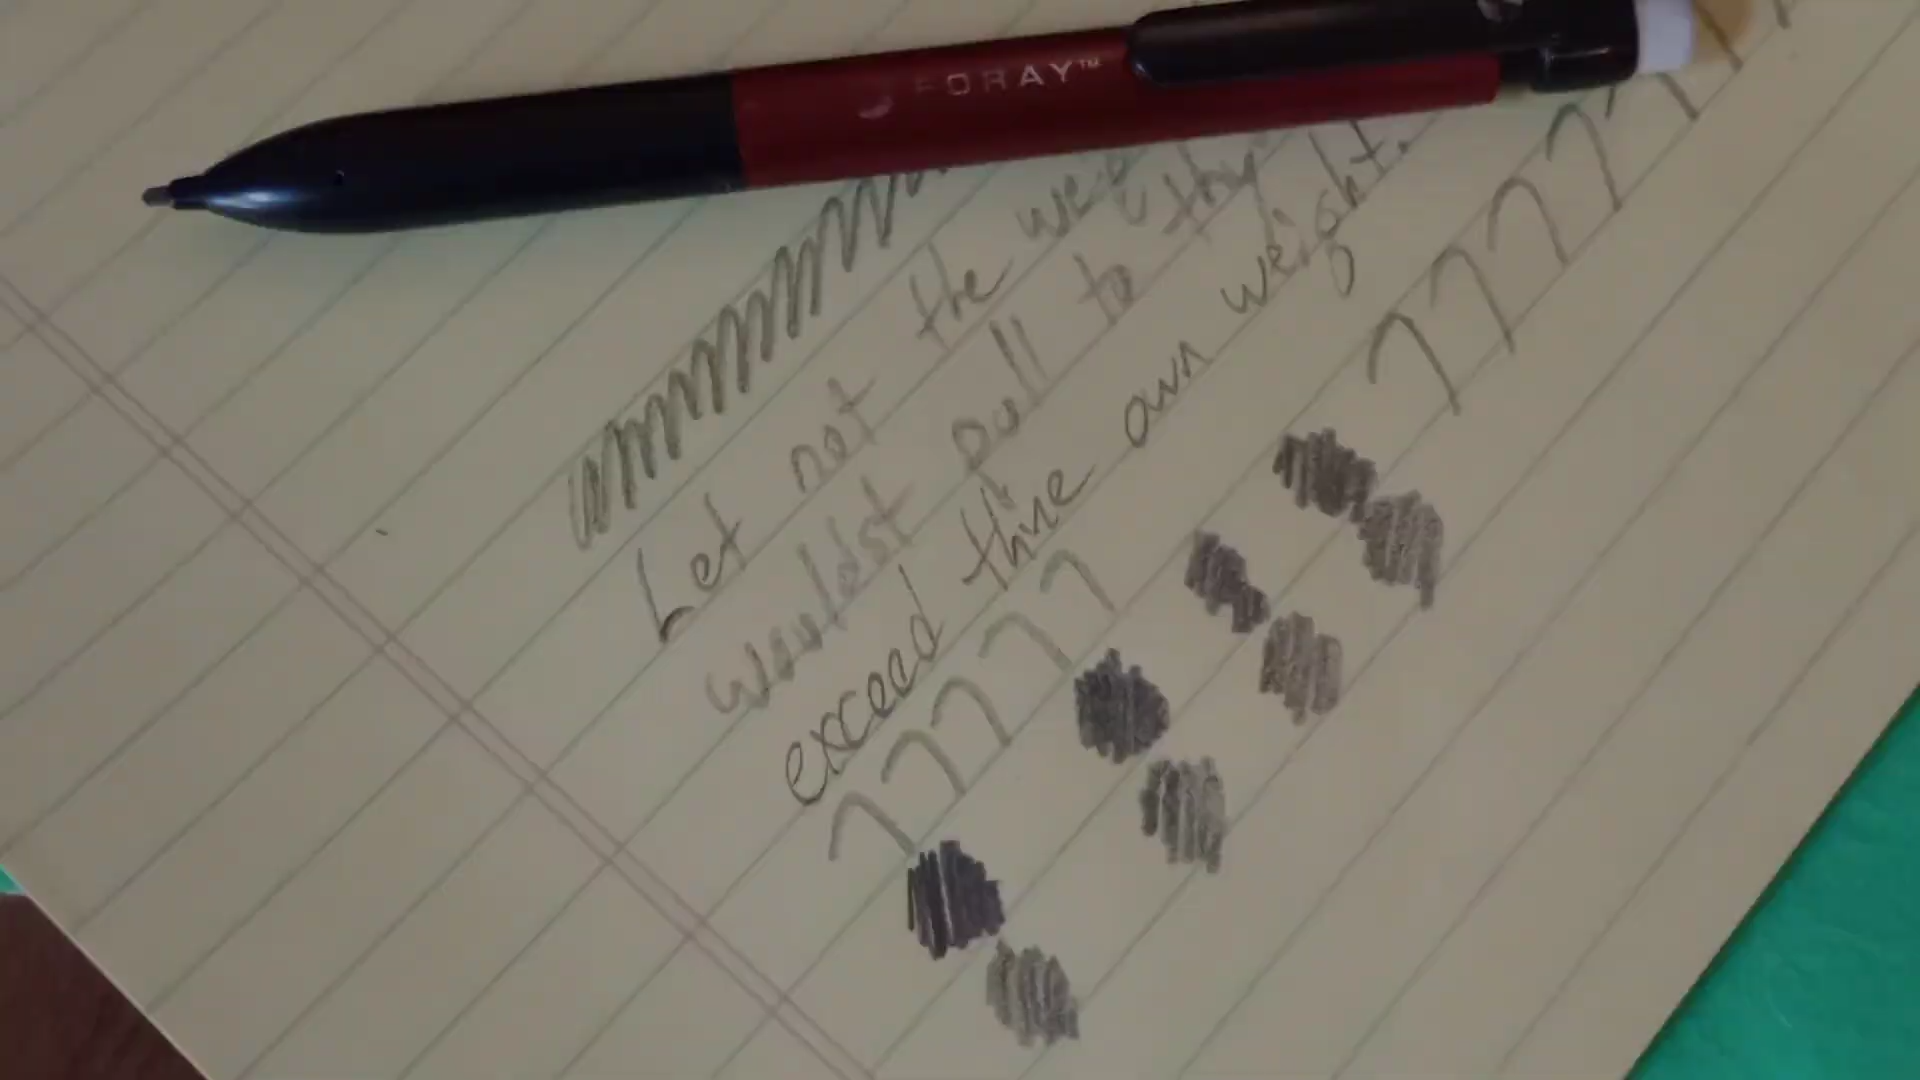 FORAY™
Let not the
wouldst pull to thy
exceed thine own weight.